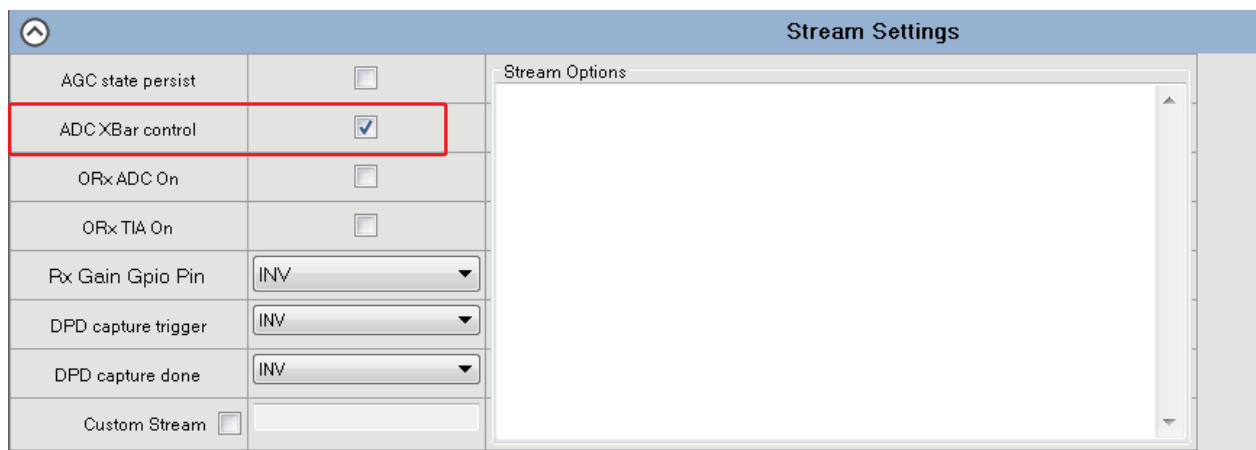 Stream Settings
AGC state persist
Stream Options
ADC XBar control
ORx ADC On
ORx TIA On
Rx Gain Gpio Pin INV
DPD capture trigger INV
DPD capture done INV
Custom Stream